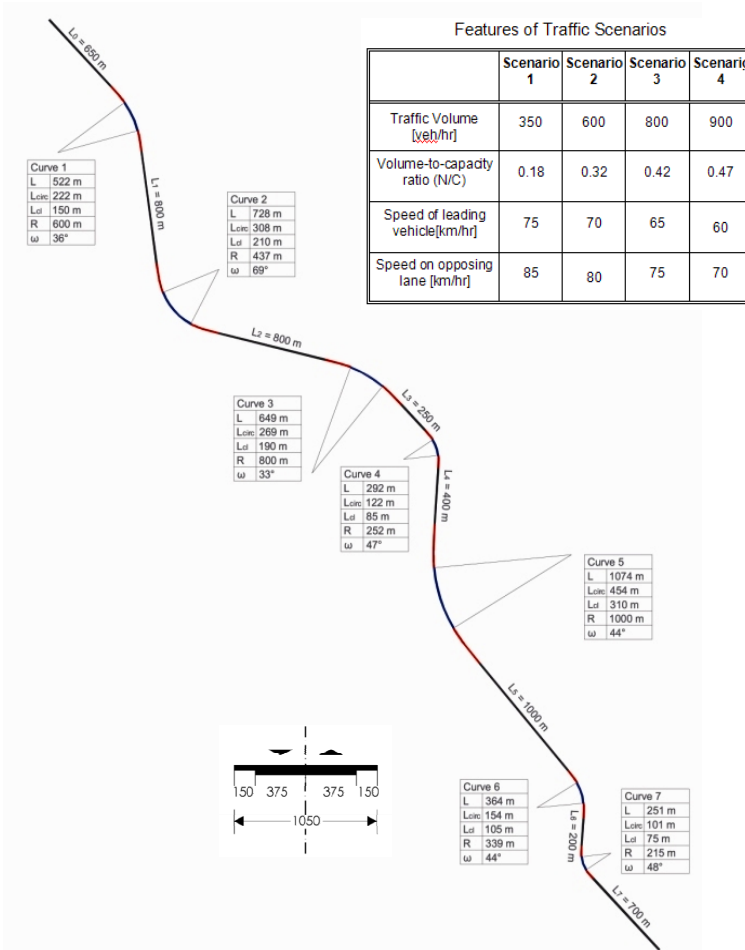 Features of Traffic Scenarios
Scenario 1 Scenario 2 Scenario 3 Scenario 4
Traffic Volume [veh/hr] 350 600 800 900
Volume-to-capacity ratio (N/C) 0.18 0.32 0.42 0.47
Speed of leading vehicle[km/hr] 75 70 65 60
Speed on opposing lane [km/hr] 85 80 75 70
L₀ = 650 m
Curve 1
L 522 m
Lcirc 222 m
Lcl 150 m
R 600 m
ω 36°
L₁ = 800 m
Curve 2
L 728 m
Lcirc 308 m
Lcl 210 m
R 437 m
ω 69°
L₂ = 800 m
Curve 3
L 649 m
Lcirc 269 m
Lcl 190 m
R 800 m
ω 33°
L₃ = 250 m
Curve 4
L 292 m
Lcirc 122 m
Lcl 85 m
R 252 m
ω 47°
L₄ = 400 m
Curve 5
L 1074 m
Lcirc 454 m
Lcl 310 m
R 1000 m
ω 44°
L₅ = 1000 m
150 375 375 150
1050
Curve 6
L 364 m
Lcirc 154 m
Lcl 105 m
R 339 m
ω 44°
L₆ = 200 m
Curve 7
L 251 m
Lcirc 101 m
Lcl 75 m
R 215 m
ω 48°
L₇ = 700 m